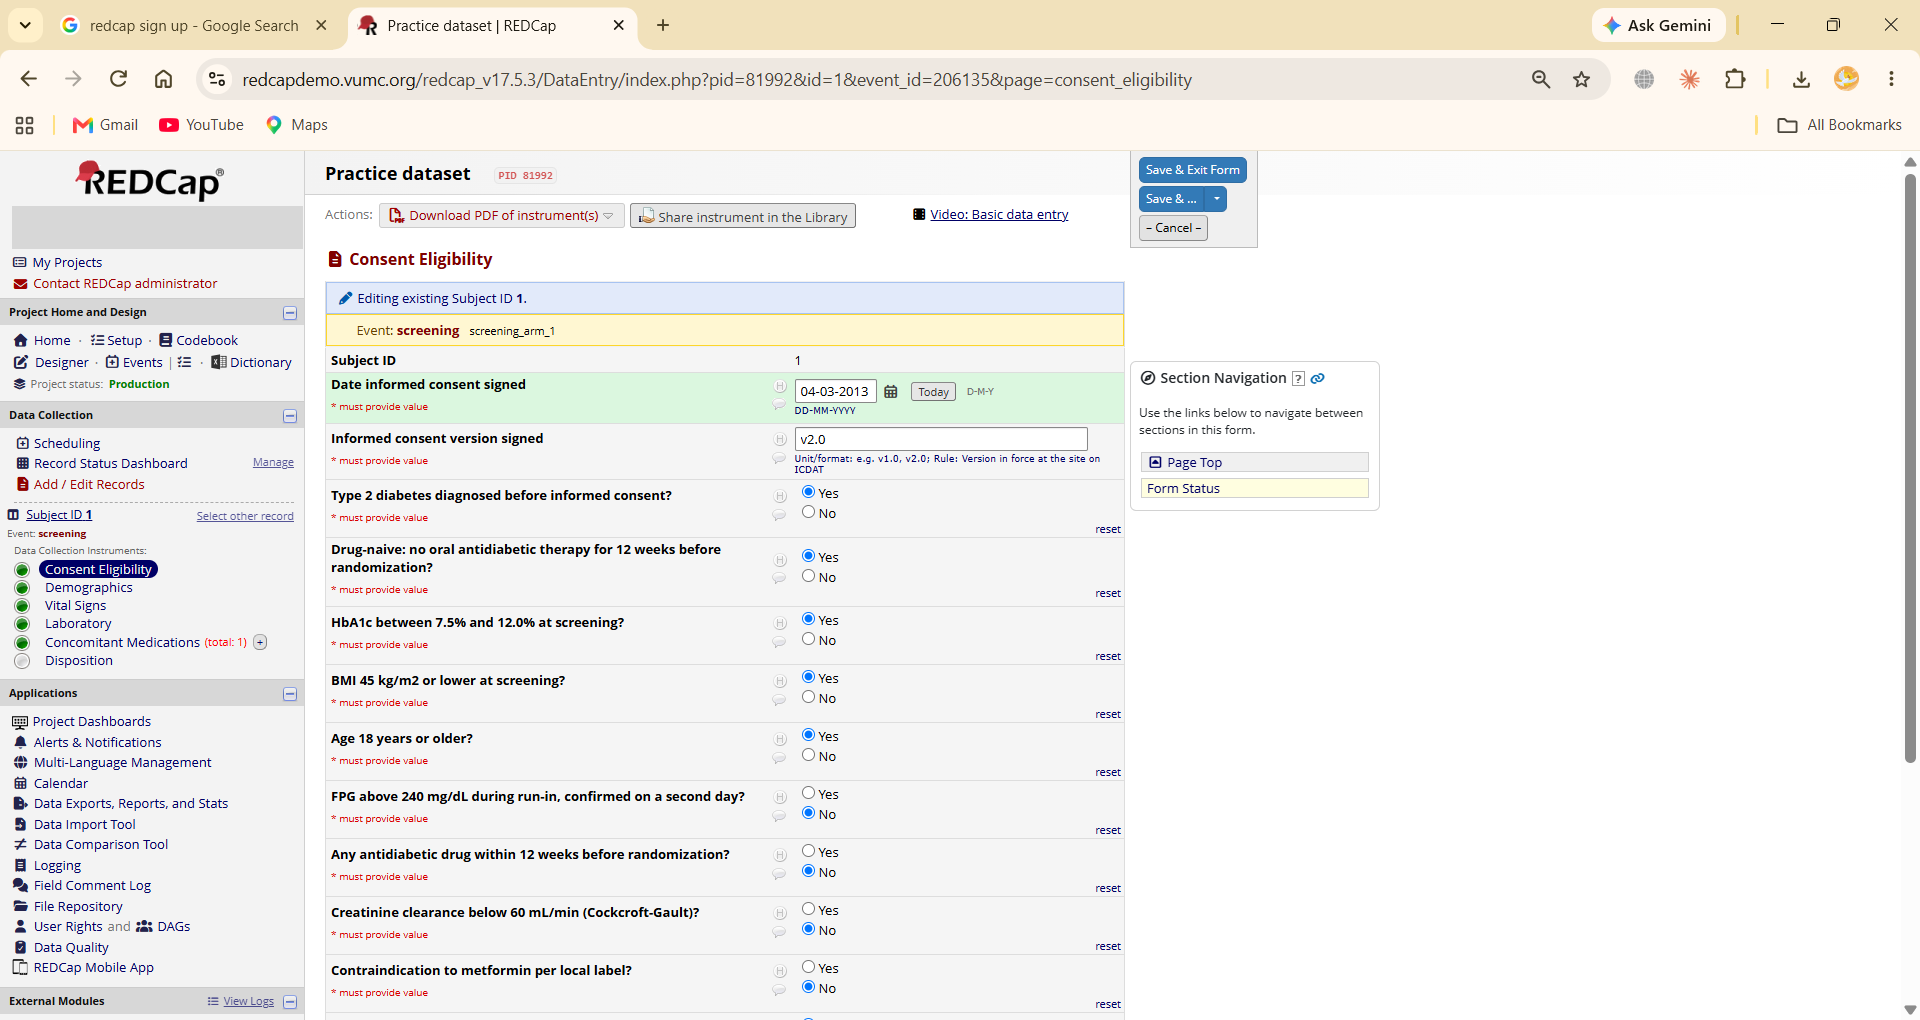 redcap sign up - Google Search
Practice dataset | REDCap
Ask Gemini
redcapdemo.vumc.org/redcap_v17.5.3/DataEntry/index.php?pid=81992&id=1&event_id=206135&page=consent_eligibility
Gmail
YouTube
Maps
All Bookmarks
REDCap®
My Projects
Contact REDCap administrator
Project Home and Design
Home · Setup · Codebook
Designer · Events | · Dictionary
Project status: Production
Data Collection
Scheduling
Record Status Dashboard Manage
Add / Edit Records
Subject ID 1 Select other record
Event: screening
Data Collection Instruments:
Consent Eligibility
Demographics
Vital Signs
Laboratory
Concomitant Medications (total: 1) +
Disposition
Applications
Project Dashboards
Alerts & Notifications
Multi-Language Management
Calendar
Data Exports, Reports, and Stats
Data Import Tool
Data Comparison Tool
Logging
Field Comment Log
File Repository
User Rights and DAGs
Data Quality
REDCap Mobile App
External Modules View Logs
Practice dataset PID 81992
Actions: Download PDF of instrument(s) Share instrument in the Library Video: Basic data entry
Consent Eligibility
Editing existing Subject ID 1.
Event: screening screening_arm_1
Subject ID 1
Date informed consent signed
* must provide value
H
04-03-2013 Today D-M-Y
DD-MM-YYYY
Informed consent version signed
* must provide value
H
v2.0
Unit/format: e.g. v1.0, v2.0; Rule: Version in force at the site on
ICDAT
Type 2 diabetes diagnosed before informed consent?
* must provide value
H
Yes
No
reset
Drug-naive: no oral antidiabetic therapy for 12 weeks before
randomization?
* must provide value
H
Yes
No
reset
HbA1c between 7.5% and 12.0% at screening?
* must provide value
H
Yes
No
reset
BMI 45 kg/m2 or lower at screening?
* must provide value
H
Yes
No
reset
Age 18 years or older?
* must provide value
H
Yes
No
reset
FPG above 240 mg/dL during run-in, confirmed on a second day?
* must provide value
H
Yes
No
reset
Any antidiabetic drug within 12 weeks before randomization?
* must provide value
H
Yes
No
reset
Creatinine clearance below 60 mL/min (Cockcroft-Gault)?
* must provide value
H
Yes
No
reset
Contraindication to metformin per local label?
* must provide value
H
Yes
No
reset
Save & Exit Form
Save & ...
– Cancel –
Section Navigation ?
Use the links below to navigate between
sections in this form.
Page Top
Form Status